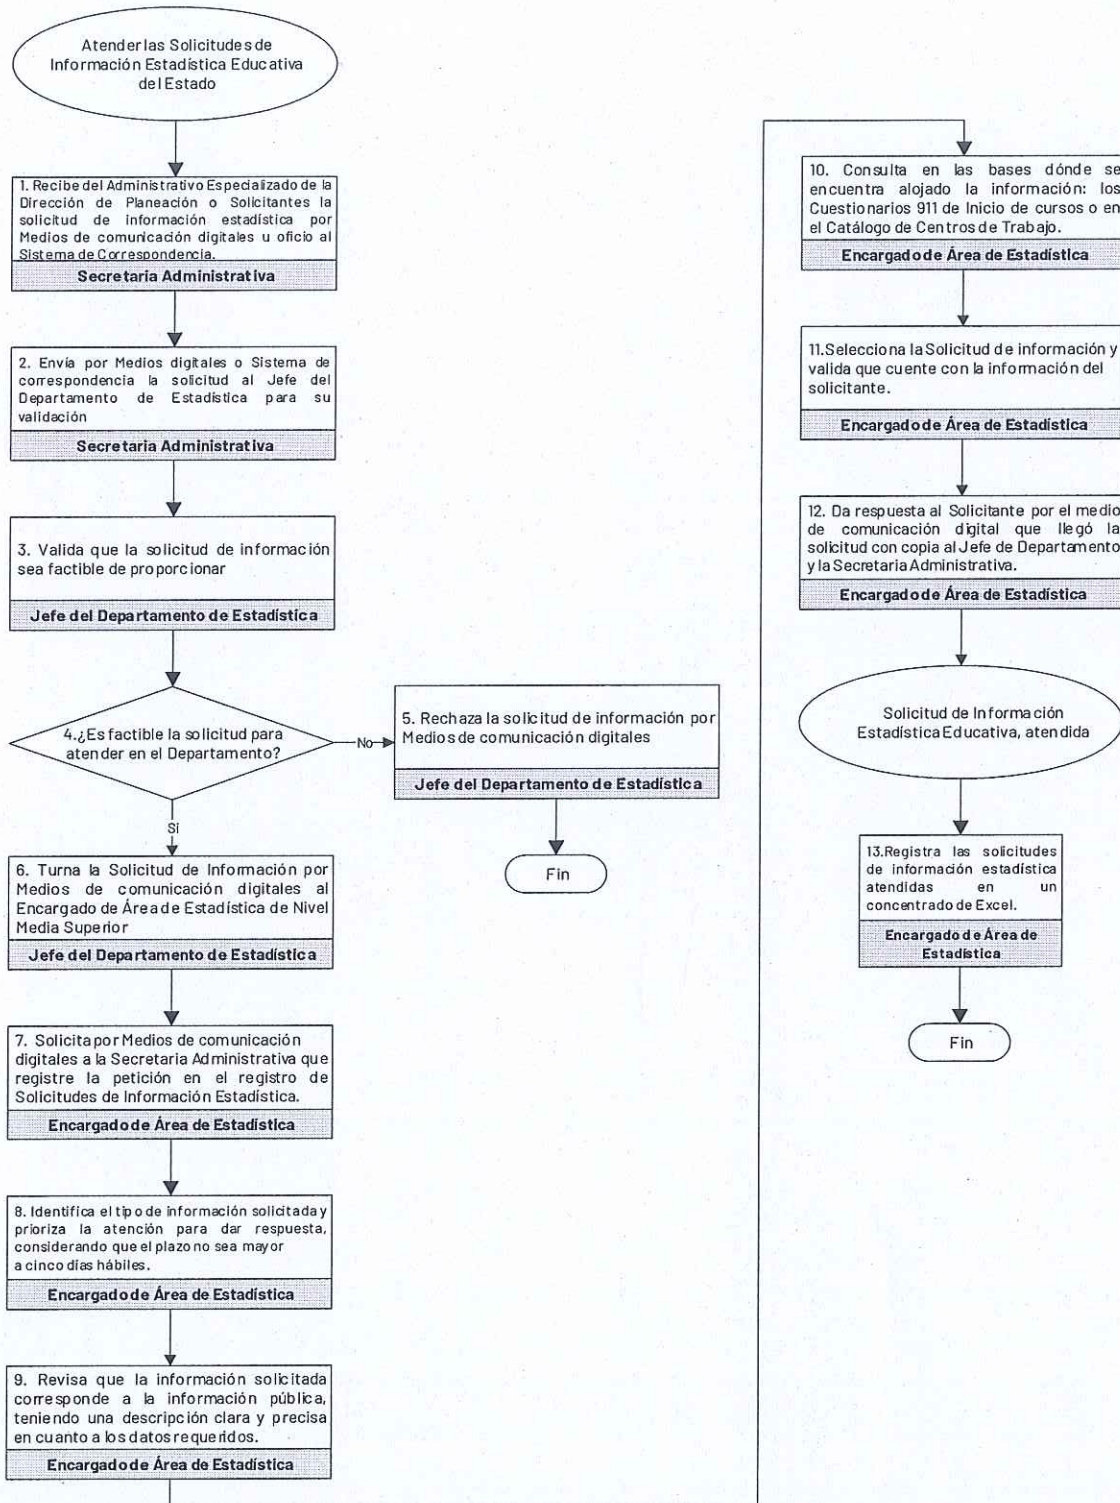 Atender las Solicitudes de
Información Estadística Educativa
del Estado
1. Recibe del Administrativo Especializado de la
Dirección de Planeación o Solicitantes la
solicitud de información estadística por
Medios de comunicación digitales u oficio al
Sistema de Correspondencia.
Secretaria Administrativa
2. Envía por Medios digitales o Sistema de
correspondencia la solicitud al Jefe del
Departamento de Estadística para su
validación
Secretaria Administrativa
3. Valida que la solicitud de información
sea factible de proporcionar
Jefe del Departamento de Estadística
4.¿Es factible la solicitud para
atender en el Departamento?
No
5. Rechaza la solicitud de información por
Medios de comunicación digitales
Jefe del Departamento de Estadística
Fin
Si
6. Turna la Solicitud de Información por
Medios de comunicación digitales al
Encargado de Área de Estadística de Nivel
Media Superior
Jefe del Departamento de Estadística
7. Solicita por Medios de comunicación
digitales a la Secretaria Administrativa que
registre la petición en el registro de
Solicitudes de Información Estadística.
Encargado de Área de Estadística
8. Identifica el tipo de información solicitada y
prioriza la atención para dar respuesta,
considerando que el plazo no sea mayor
a cinco días hábiles.
Encargado de Área de Estadística
9. Revisa que la información solicitada
corresponde a la información pública,
teniendo una descripción clara y precisa
en cuanto a los datos requeridos.
Encargado de Área de Estadística
10. Consulta en las bases dónde se
encuentra alojado la información: los
Cuestionarios 911 de Inicio de cursos o en
el Catálogo de Centros de Trabajo.
Encargado de Área de Estadística
11.Selecciona la Solicitud de información y
valida que cuente con la información del
solicitante.
Encargado de Área de Estadística
12. Da respuesta al Solicitante por el medio
de comunicación digital que llegó la
solicitud con copia al Jefe de Departamento
y la Secretaria Administrativa.
Encargado de Área de Estadística
Solicitud de Información
Estadística Educativa, atendida
13.Registra las solicitudes
de información estadística
atendidas en un
concentrado de Excel.
Encargado de Área de
Estadística
Fin